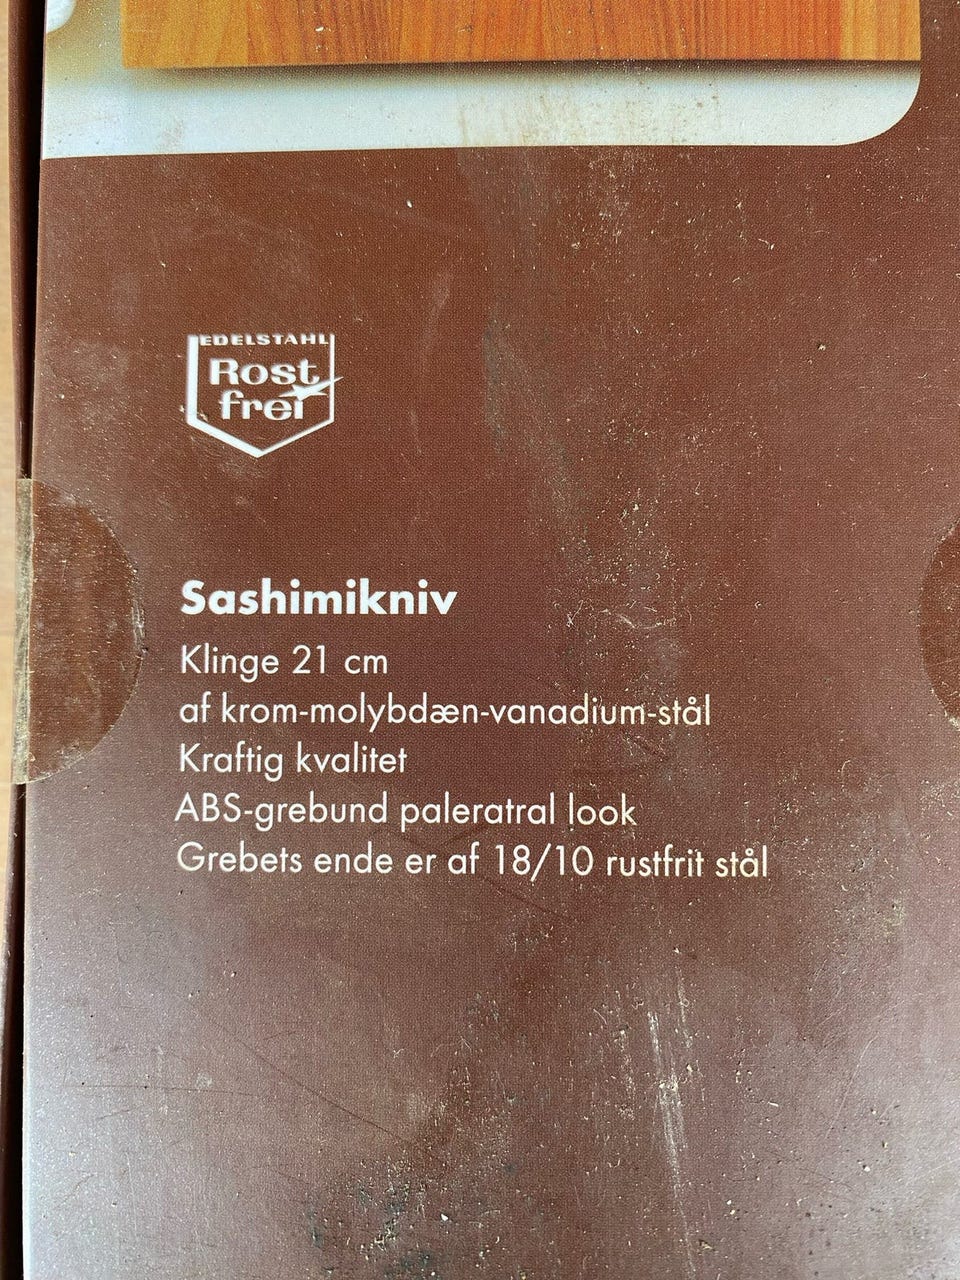 EDELSTAHL
Rost
frei
Sashimikniv
Klinge 21 cm
af krom-molybdæn-vanadium-stål
Kraftig kvalitet
ABS-grebund paleratral look
Grebets ende er af 18/10 rustfrit stål